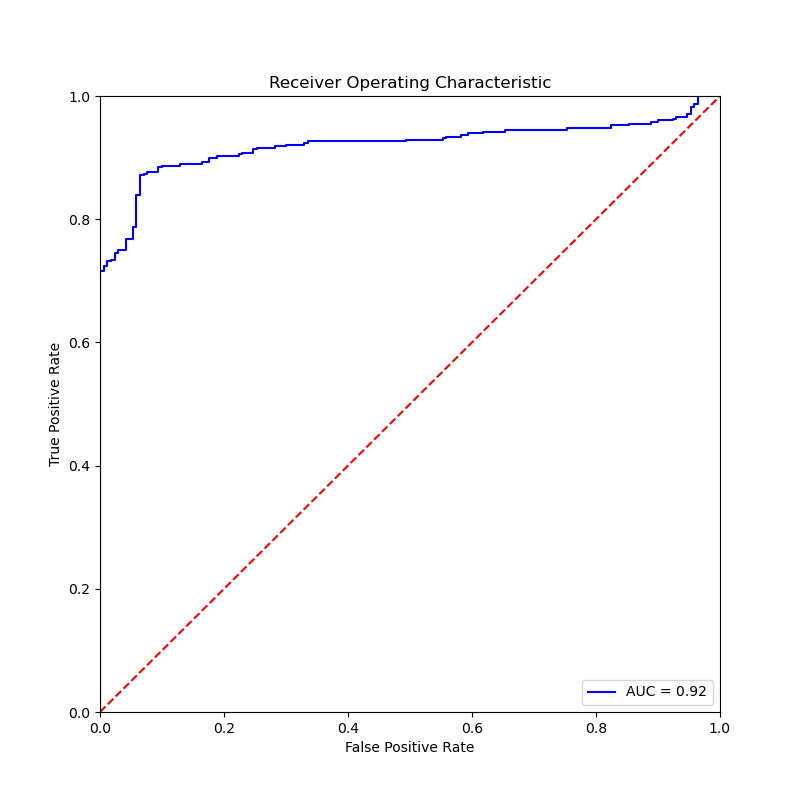 Receiver Operating Characteristic
1.0
0.8
0.6
0.4
0.2
0.0
True Positive Rate
AUC = 0.92
0.0 0.2 0.4 0.6 0.8 1.0
False Positive Rate